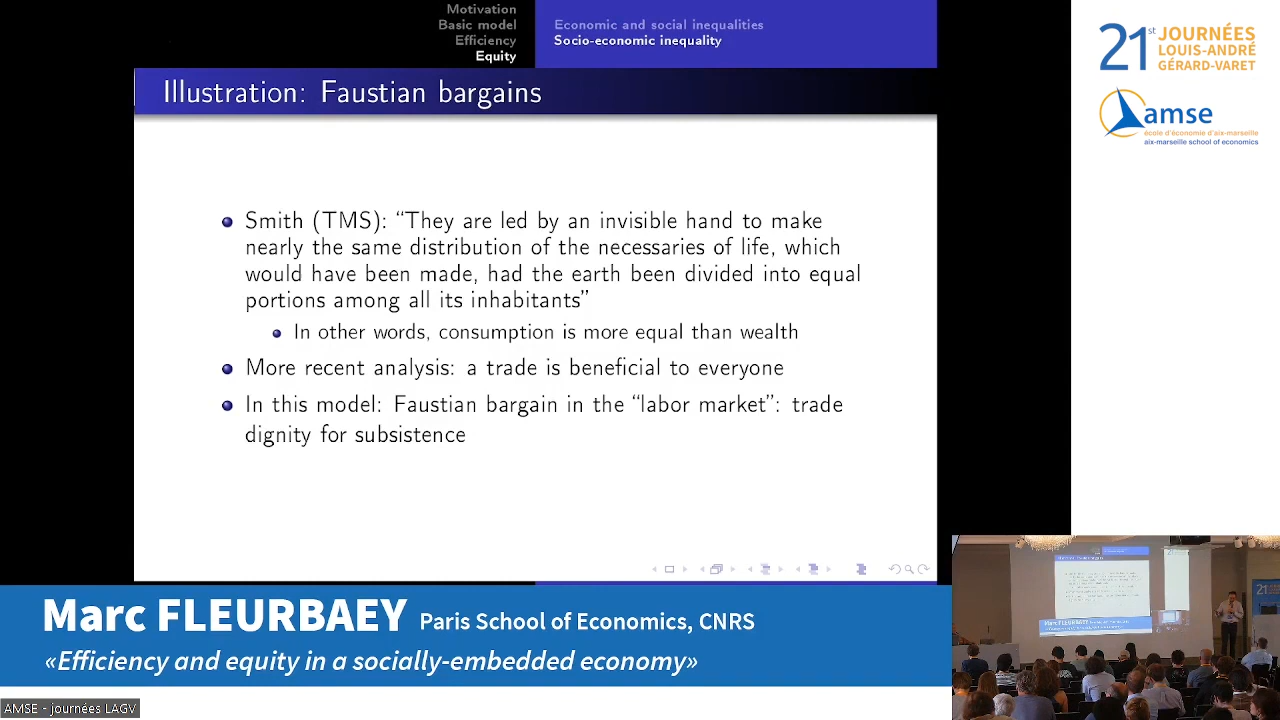 Motivation
Basic model
Efficiency
Equity
Economic and social inequalities
Socio-economic inequality
Illustration: Faustian bargains
Smith (TMS): “They are led by an invisible hand to make
nearly the same distribution of the necessaries of life, which
would have been made, had the earth been divided into equal
portions among all its inhabitants”
In other words, consumption is more equal than wealth
More recent analysis: a trade is beneficial to everyone
In this model: Faustian bargain in the “labor market”: trade
dignity for subsistence
21st JOURNÉES
LOUIS-ANDRÉ
GÉRARD-VARET
amse
école d'économie d'aix-marseille
aix-marseille school of economics
Marc FLEURBAEY Paris School of Economics, CNRS
«Efficiency and equity in a socially-embedded economy»
AMSE - journées LAGV